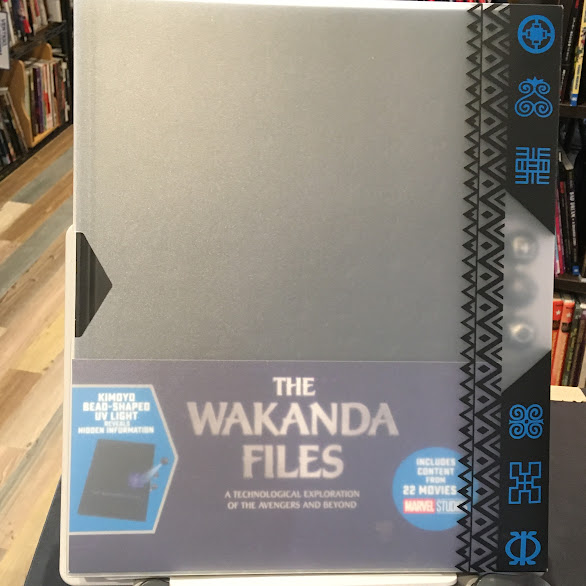 KIMOYO
BEAD-SHAPED
UV LIGHT
REVEALS
HIDDEN INFORMATION
THE
WAKANDA
FILES
A TECHNOLOGICAL EXPLORATION
OF THE AVENGERS AND BEYOND
INCLUDES
CONTENT
FROM
22 MOVIES
MARVEL STUDIOS